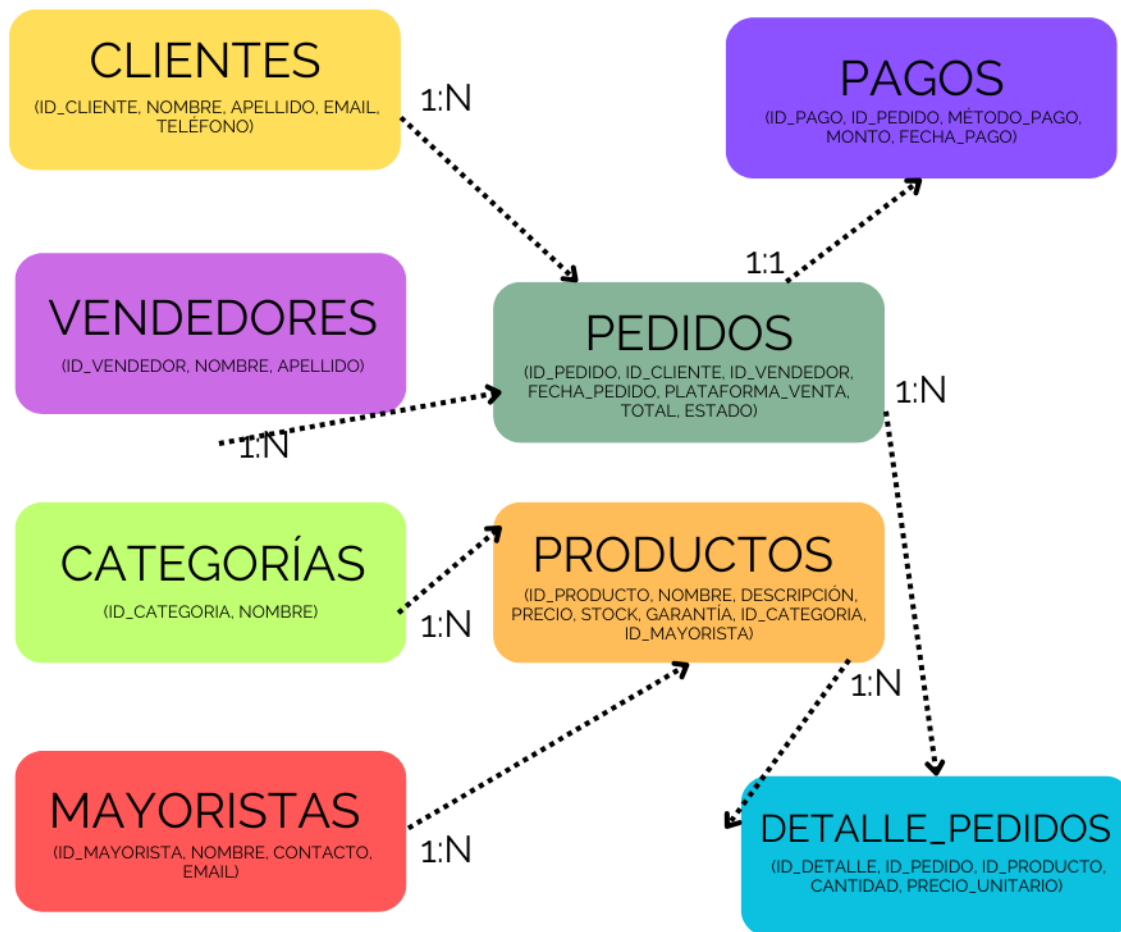 CLIENTES
(ID_CLIENTE, NOMBRE, APELLIDO, EMAIL,
TELÉFONO)
1:N
PAGOS
(ID_PAGO, ID_PEDIDO, MÉTODO_PAGO,
MONTO, FECHA_PAGO)
VENDEDORES
(ID_VENDEDOR, NOMBRE, APELLIDO)
1:N
1:1
PEDIDOS
(ID_PEDIDO, ID_CLIENTE, ID_VENDEDOR,
FECHA_PEDIDO, PLATAFORMA_VENTA,
TOTAL, ESTADO)
1:N
CATEGORÍAS
(ID_CATEGORIA, NOMBRE)
1:N
PRODUCTOS
(ID_PRODUCTO, NOMBRE, DESCRIPCIÓN,
PRECIO, STOCK, GARANTÍA, ID_CATEGORIA,
ID_MAYORISTA)
1:N
MAYORISTAS
(ID_MAYORISTA, NOMBRE, CONTACTO,
EMAIL)
1:N
DETALLE_PEDIDOS
(ID_DETALLE, ID_PEDIDO, ID_PRODUCTO,
CANTIDAD, PRECIO_UNITARIO)